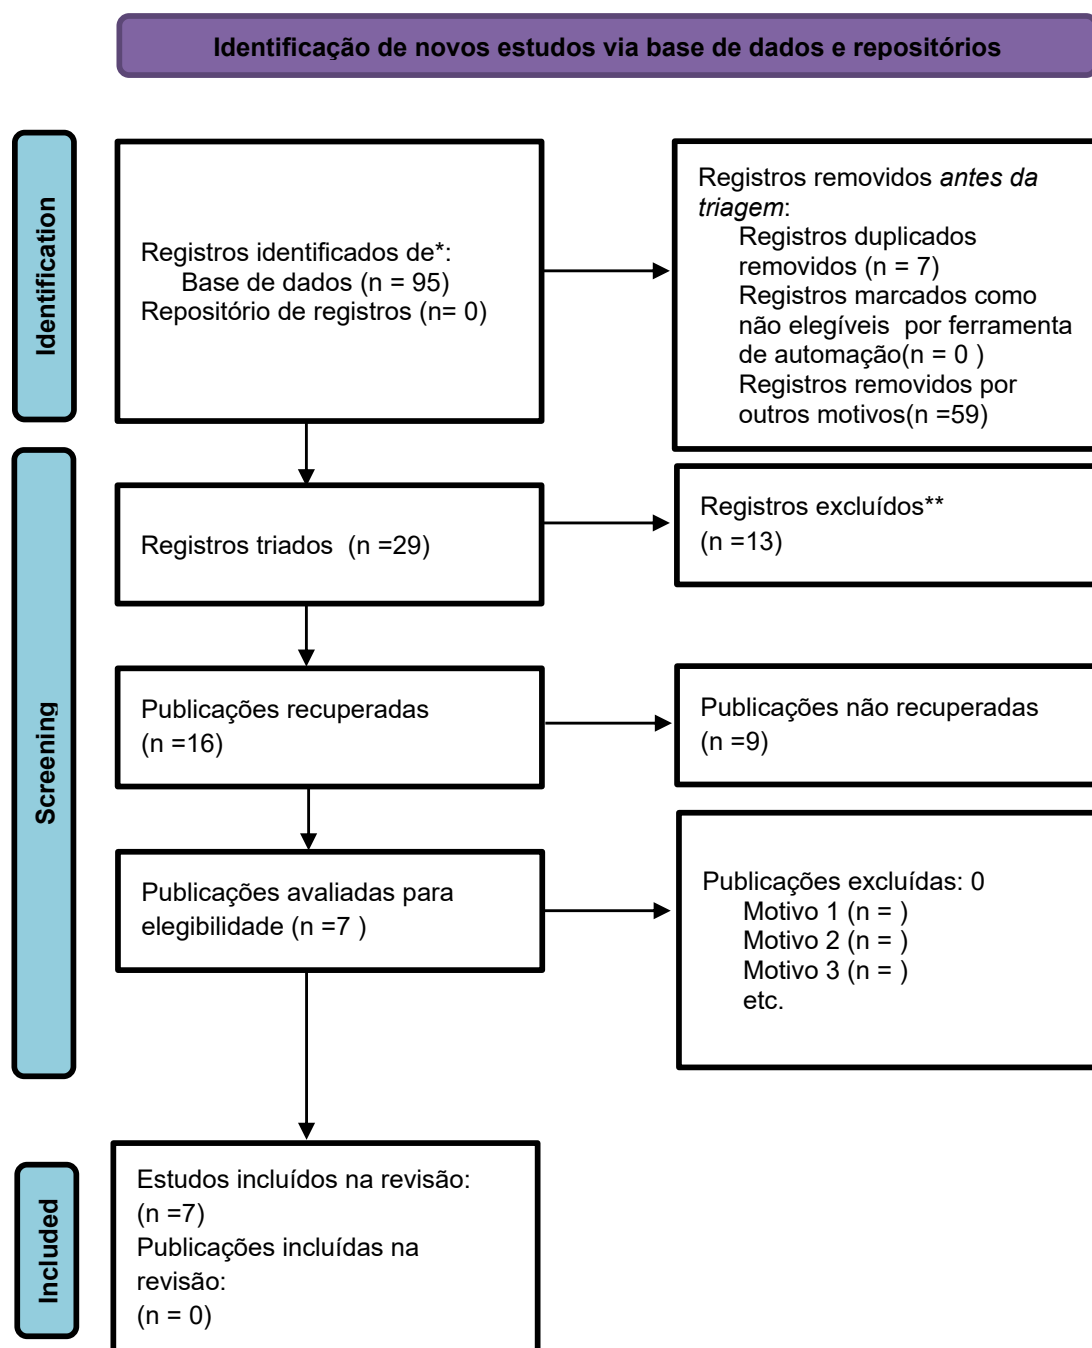 Identificação de novos estudos via base de dados e repositórios
Identification
Registros identificados de*:
Base de dados (n = 95)
Repositório de registros (n= 0)
Registros removidos antes da
triagem:
Registros duplicados
removidos (n = 7)
Registros marcados como
não elegíveis  por ferramenta
de automação(n = 0 )
Registros removidos por
outros motivos(n =59)
Screening
Registros triados  (n =29)
Registros excluídos**
(n =13)
Publicações recuperadas
(n =16)
Publicações não recuperadas
(n =9)
Publicações avaliadas para
elegibilidade (n =7 )
Publicações excluídas: 0
Motivo 1 (n = )
Motivo 2 (n = )
Motivo 3 (n = )
etc.
Included
Estudos incluídos na revisão:
(n =7)
Publicações incluídas na
revisão:
(n = 0)